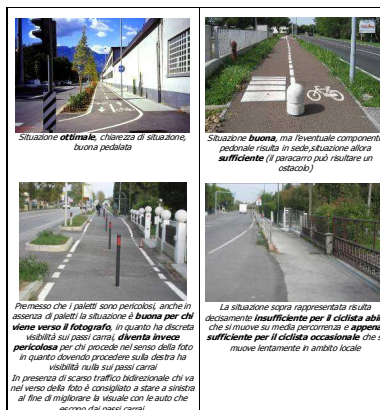 Situazione ottimale, chiarezza di situazione,
buona pedalata
Situazione buona, ma l'eventuale componente
pedonale risulta in sede,situazione allora
sufficiente (il paracarro può risultare un
ostacolo)
Premesso che i paletti sono pericolosi, anche in
assenza di paletti la situazione è buona per chi
viene verso il fotografo, in quanto ha discreta
visibilità sui passi carrai, diventa invece
pericolosa per chi procede nel senso della foto
in quanto dovendo procedere sulla destra ha
visibilità nulla sui passi carrai
In presenza di scarso traffico bidirezionale chi va
nel verso della foto è consigliato a stare a sinistra
al fine di migliorare la visuale con le auto che
escono dai passi carrai
La situazione sopra rappresentata risulta
decisamente insufficiente per il ciclista abile
che si muove su media percorrenza e appena
sufficiente per il ciclista occasionale che si
muove lentamente in ambito locale